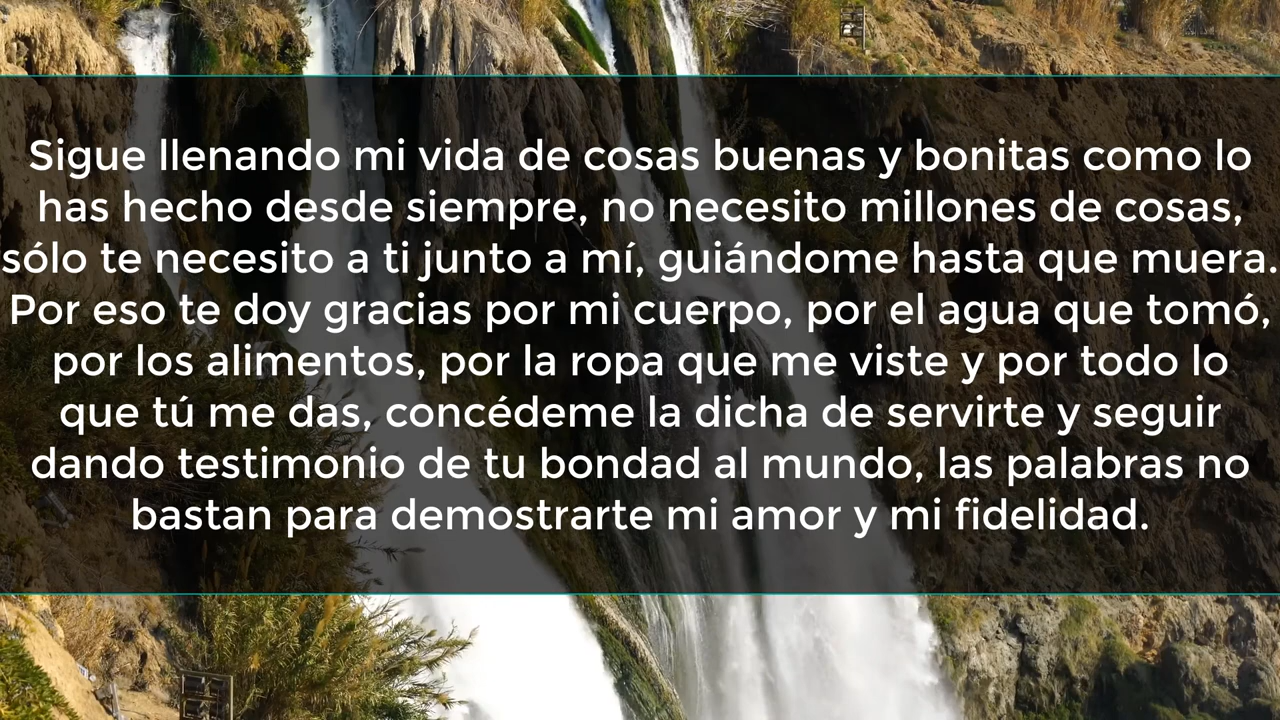 Sigue llenando mi vida de cosas buenas y bonitas como lo
has hecho desde siempre, no necesito millones de cosas,
sólo te necesito a ti junto a mí, guiándome hasta que muera.
Por eso te doy gracias por mi cuerpo, por el agua que tomó,
por los alimentos, por la ropa que me viste y por todo lo
que tú me das, concédeme la dicha de servirte y seguir
dando testimonio de tu bondad al mundo, las palabras no
bastan para demostrarte mi amor y mi fidelidad.